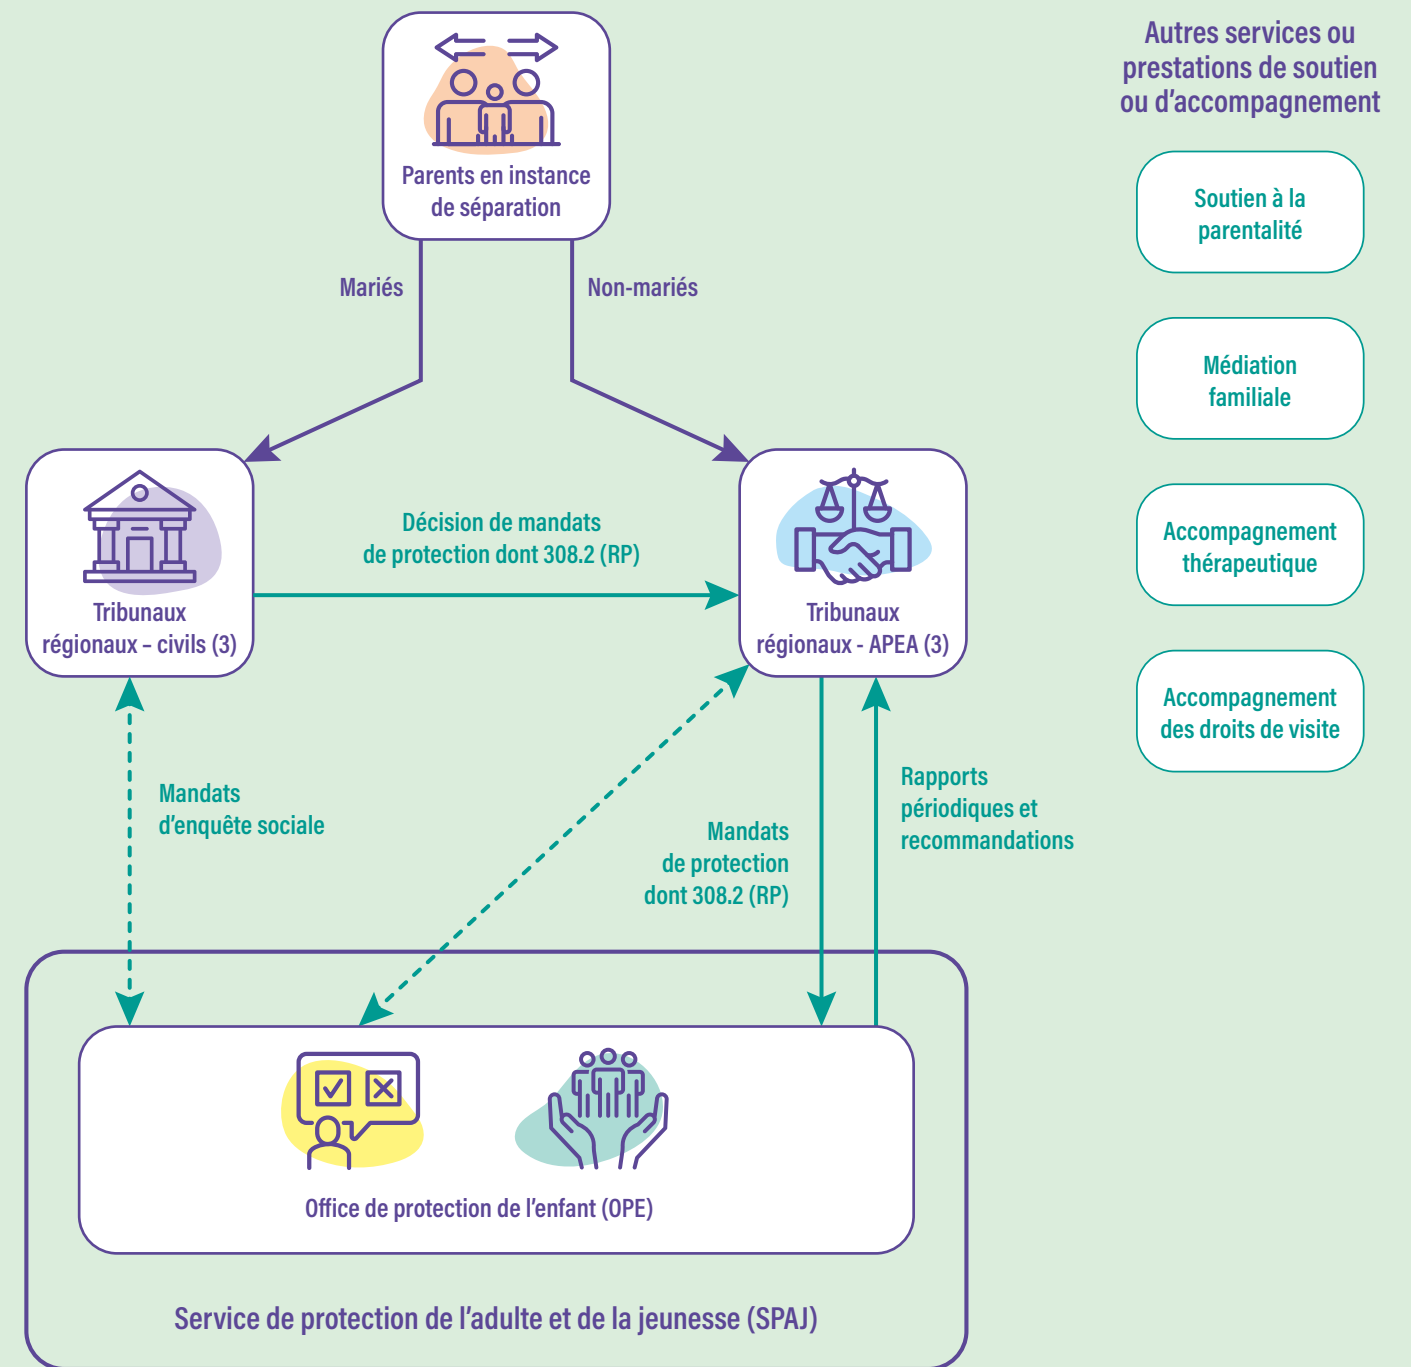 Parents en instance
de séparation
Mariés
Non-mariés
Tribunaux
régionaux – civils (3)
Décision de mandats
de protection dont 308.2 (RP)
Tribunaux
régionaux - APEA (3)
Mandats
d'enquête sociale
Mandats
de protection
dont 308.2 (RP)
Rapports
périodiques et
recommandations
Office de protection de l'enfant (OPE)
Service de protection de l'adulte et de la jeunesse (SPAJ)
Autres services ou
prestations de soutien
ou d'accompagnement
Soutien à la
parentalité
Médiation
familiale
Accompagnement
thérapeutique
Accompagnement
des droits de visite